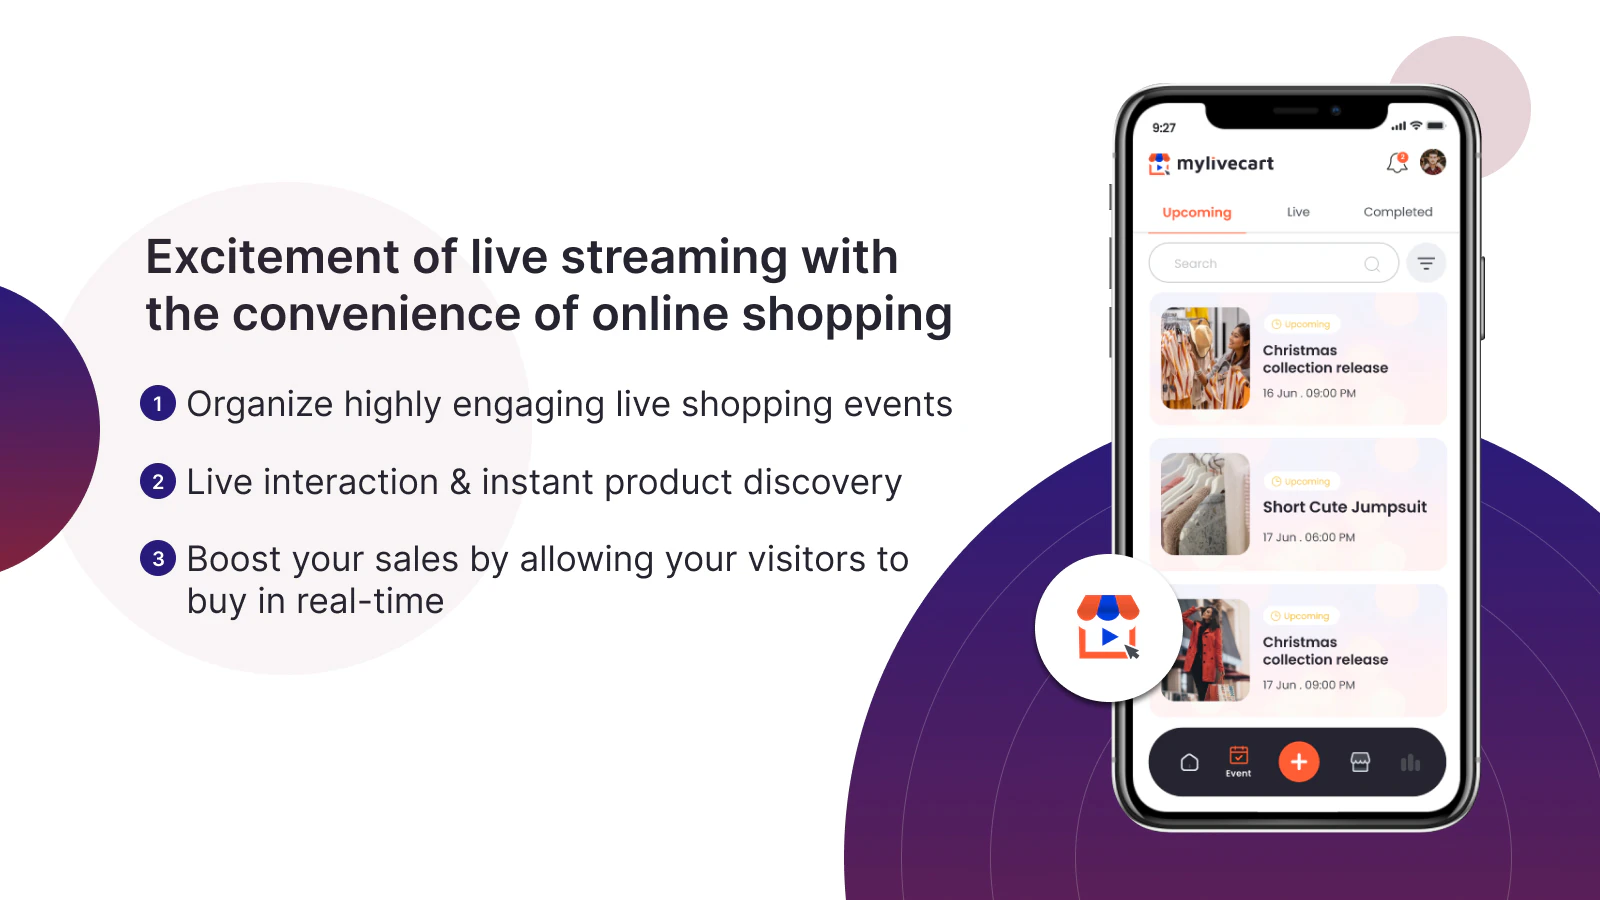 Excitement of live streaming with
the convenience of online shopping
1 Organize highly engaging live shopping events
2 Live interaction & instant product discovery
3 Boost your sales by allowing your visitors to
buy in real-time
9:27
mylivecart
2
Upcoming Live Completed
Search
Upcoming
Christmas
collection release
16 Jun . 09:00 PM
Upcoming
Short Cute Jumpsuit
17 Jun . 06:00 PM
Upcoming
Christmas
collection release
17 Jun . 09:00 PM
Event